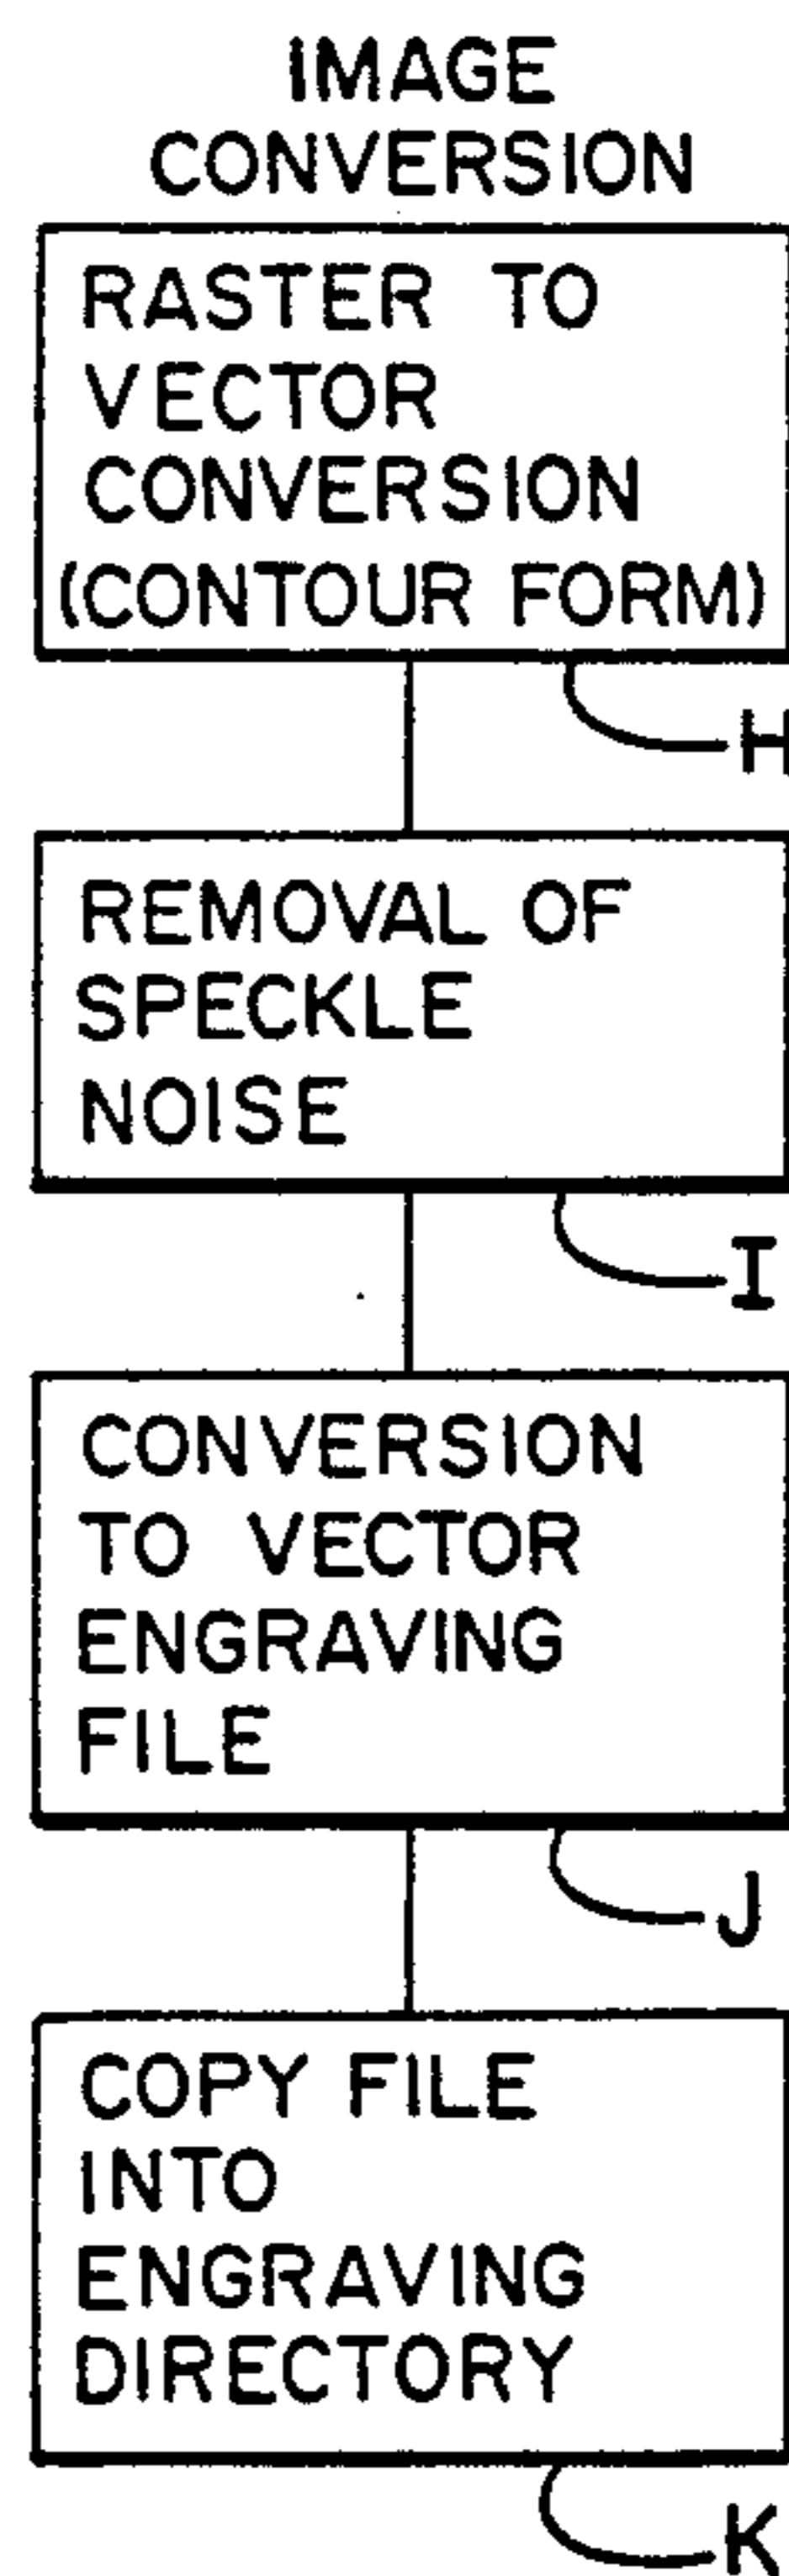 IMAGE
CONVERSION
RASTER TO
VECTOR
CONVERSION
(CONTOUR FORM)
H
REMOVAL OF
SPECKLE
NOISE
I
CONVERSION
TO VECTOR
ENGRAVING
FILE
J
COPY FILE
INTO
ENGRAVING
DIRECTORY
K